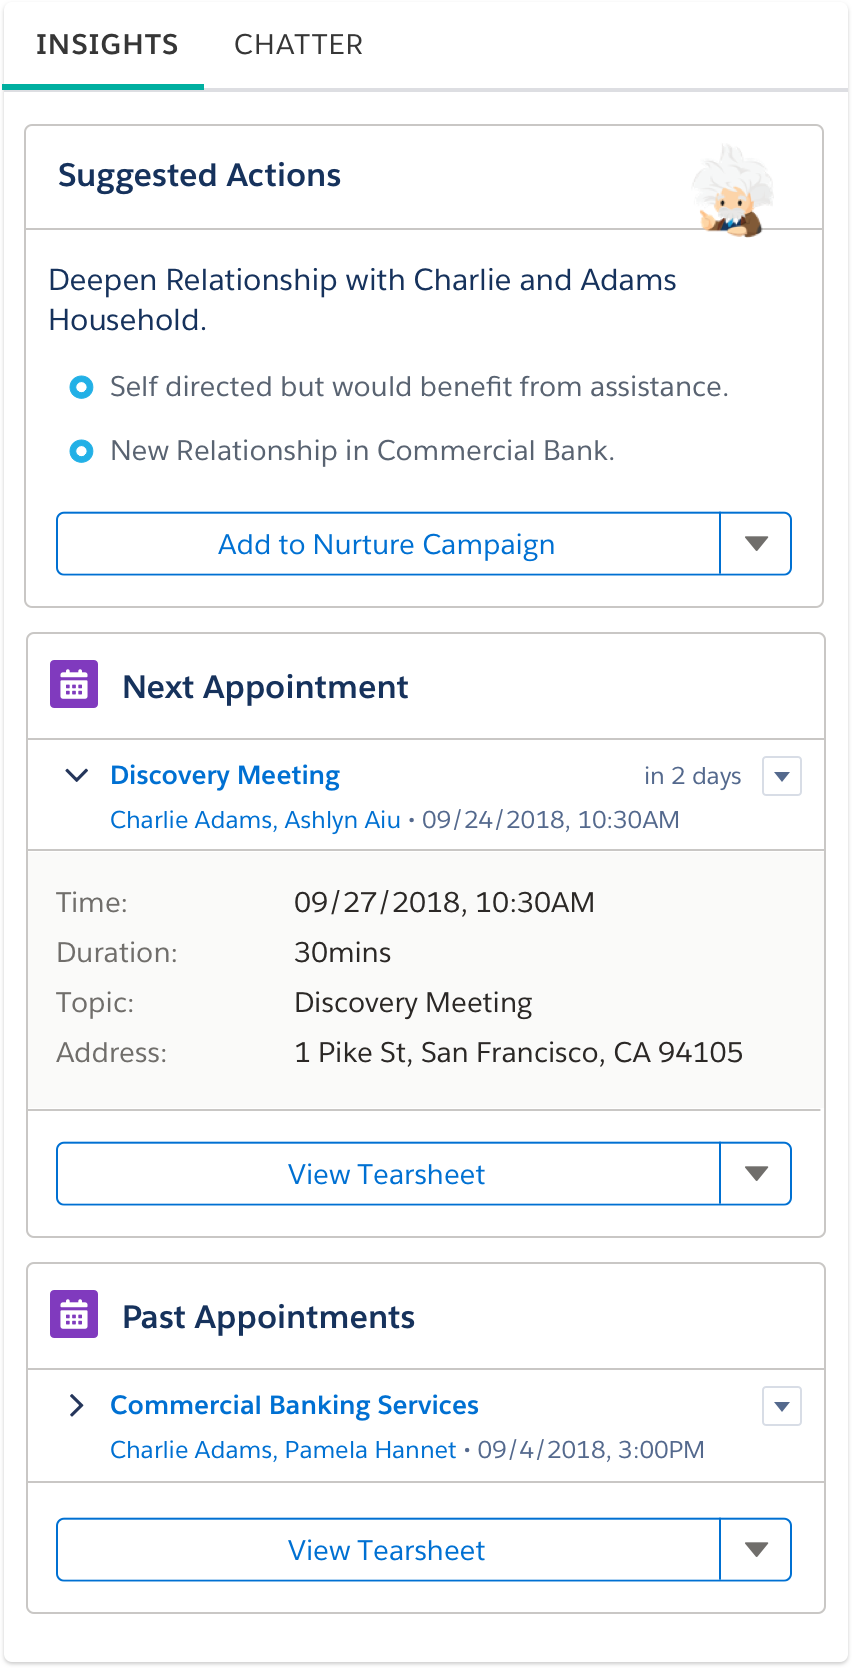 INSIGHTS CHATTER
Suggested Actions
Deepen Relationship with Charlie and Adams
Household.
Self directed but would benefit from assistance.
New Relationship in Commercial Bank.
Add to Nurture Campaign
Next Appointment
Discovery Meeting in 2 days
Charlie Adams, Ashlyn Aiu • 09/24/2018, 10:30AM
Time: 09/27/2018, 10:30AM
Duration: 30mins
Topic: Discovery Meeting
Address: 1 Pike St, San Francisco, CA 94105
View Tearsheet
Past Appointments
Commercial Banking Services
Charlie Adams, Pamela Hannet • 09/4/2018, 3:00PM
View Tearsheet